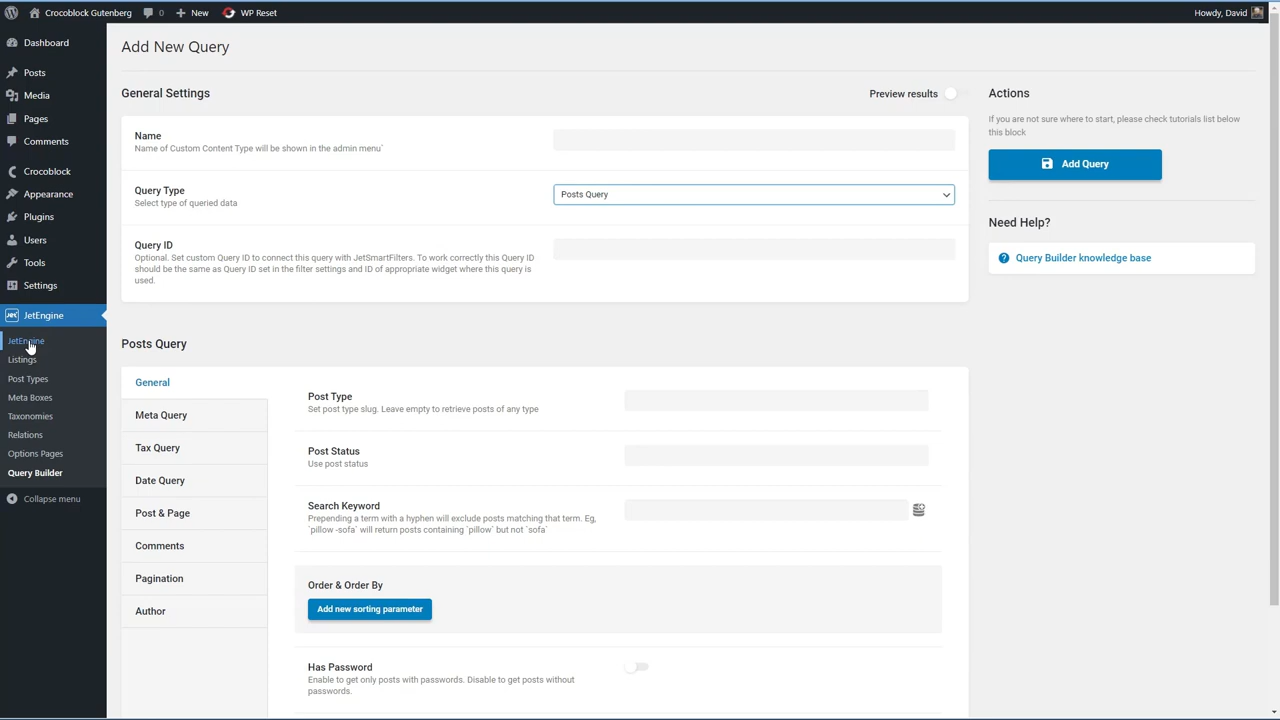 Crocoblock Gutenberg
0
New
WP Reset
Howdy, David
Dashboard
Posts
Media
Pages
Comments
Crocoblock
Appearance
Plugins
Users
Tools
Settings
JET
JetEngine
JetEngine
Listings
Post Types
Meta Boxes
Taxonomies
Relations
Options Pages
Query Builder
Collapse menu
Add New Query
General Settings
Preview results
Name
Name of Custom Content Type will be shown in the admin menu`
Query Type
Select type of queried data
Posts Query
Query ID
Optional. Set custom Query ID to connect this query with JetSmartFilters. To work correctly this Query ID
should be the same as Query ID set in the filter settings and ID of appropriate widget where this query is
used.
Posts Query
General
Meta Query
Tax Query
Date Query
Post & Page
Comments
Pagination
Author
Post Type
Set post type slug. Leave empty to retrieve posts of any type
Post Status
Use post status
Search Keyword
Prepending a term with a hyphen will exclude posts matching that term. Eg,
`pillow -sofa` will return posts containing `pillow` but not `sofa`
Order & Order By
Add new sorting parameter
Has Password
Enable to get only posts with passwords. Disable to get posts without
passwords.
Actions
If you are not sure where to start, please check tutorials list below
this block
Add Query
Need Help?
Query Builder knowledge base